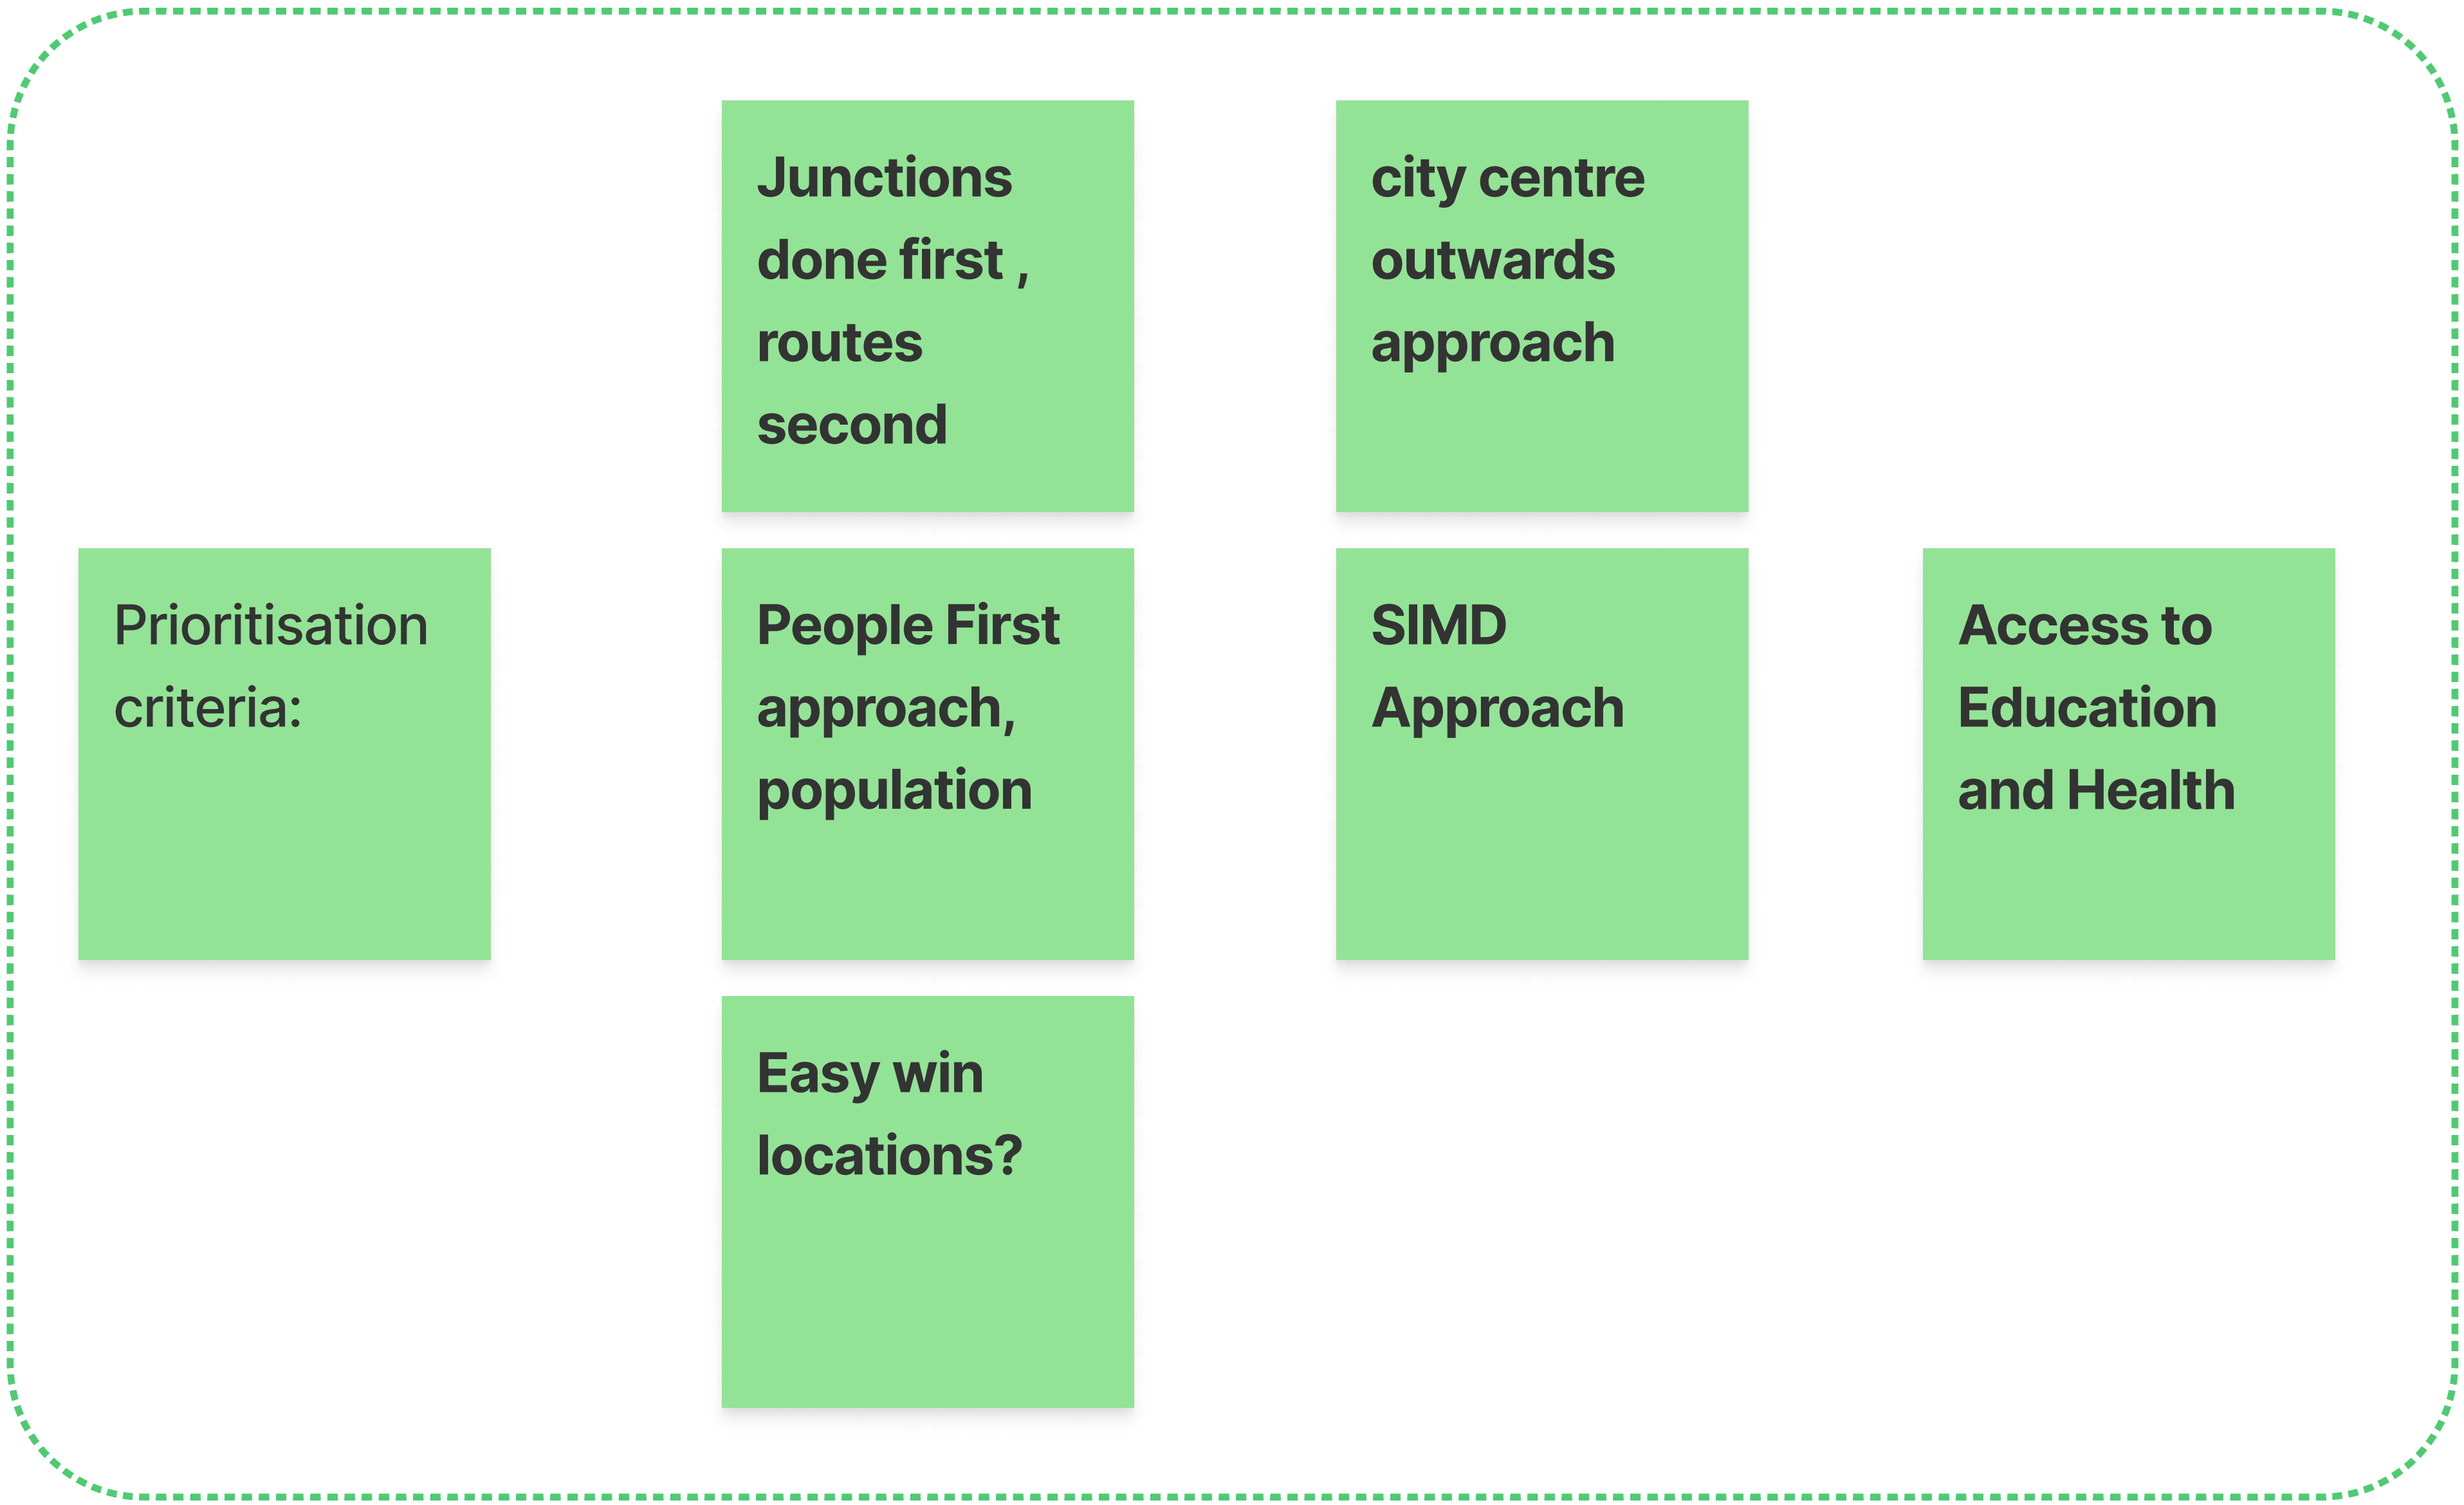 Junctions
done first ,
routes
second
city centre
outwards
approach
Prioritisation
criteria:
People First
approach,
population
SIMD
Approach
Access to
Education
and Health
Easy win
locations?